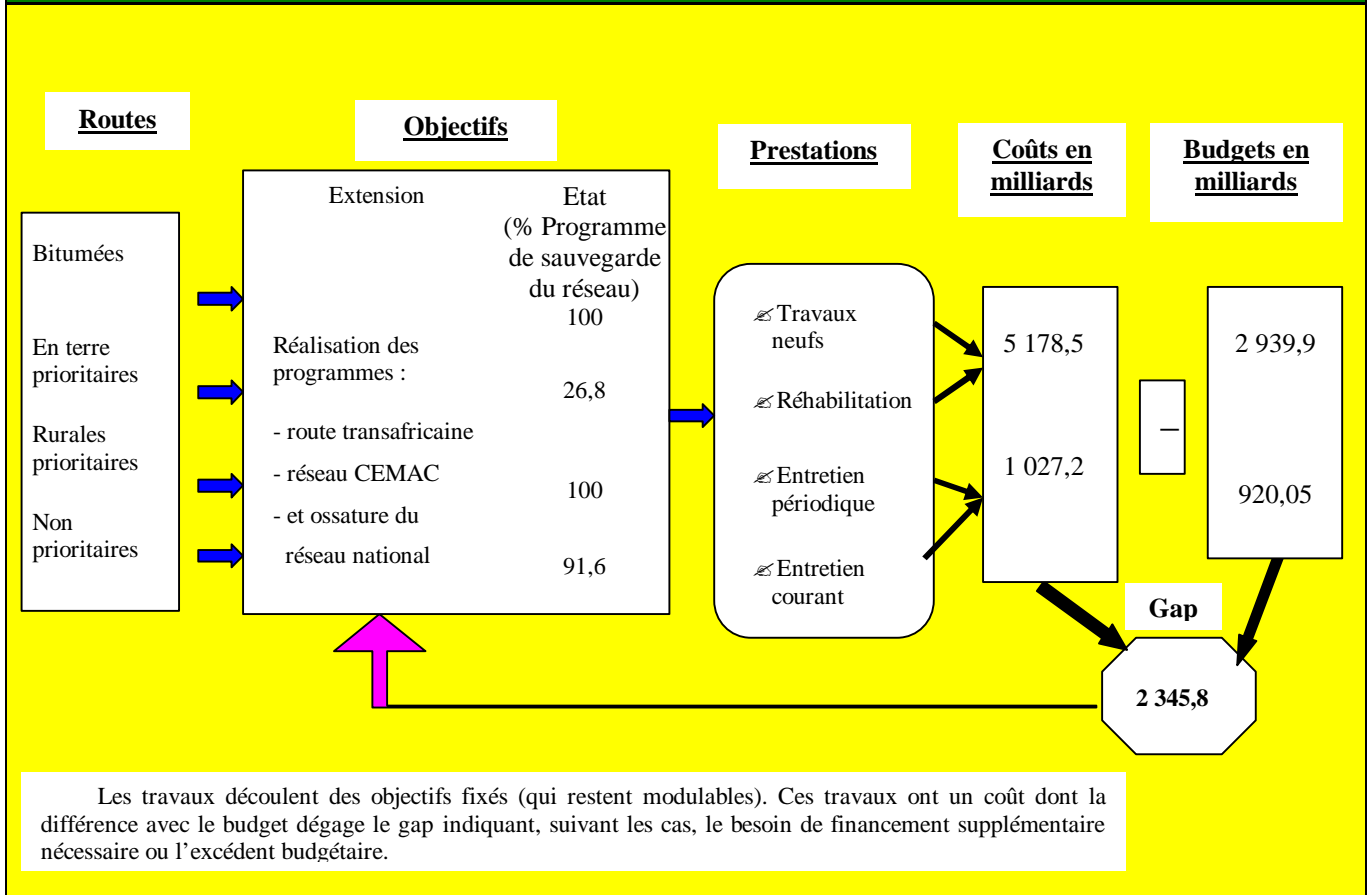 Routes
Objectifs
Prestations
Coûts en
milliards
Budgets en
milliards
Bitumées
En terre
prioritaires
Rurales
prioritaires
Non
prioritaires
Extension
Réalisation des
programmes :
- route transafricaine
- réseau CEMAC
- et ossature du
réseau national
Etat
(% Programme
de sauvegarde
du réseau)
100
26,8
100
91,6
✍Travaux
neufs
✍Réhabilitation
✍Entretien
périodique
✍Entretien
courant
5 178,5
1 027,2
–
2 939,9
920,05
Gap
2 345,8
Les travaux découlent des objectifs fixés (qui restent modulables). Ces travaux ont un coût dont la
différence avec le budget dégage le gap indiquant, suivant les cas, le besoin de financement supplémentaire
nécessaire ou l’excédent budgétaire.